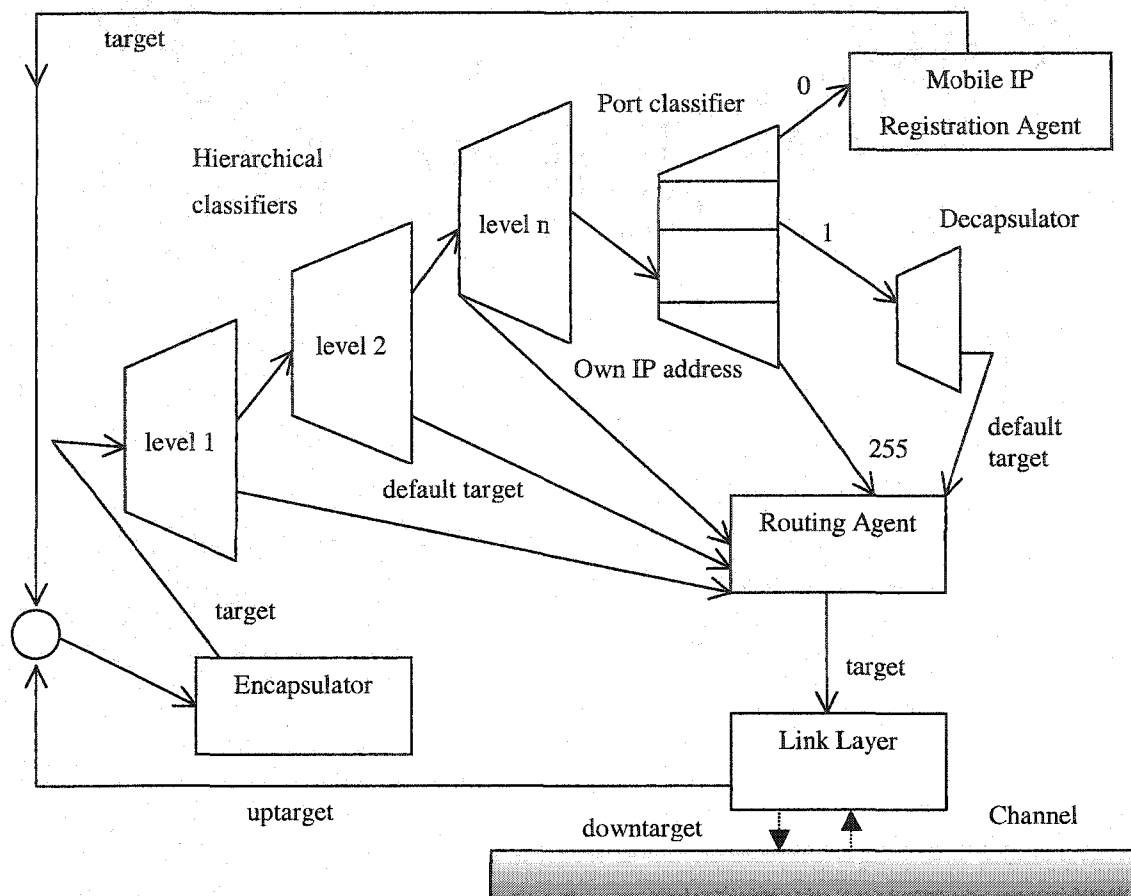 target
Mobile IP
Registration Agent
0
Port classifier
Hierarchical
classifiers
level n
Decapsulator
1
level 2
Own IP address
level 1
default
target
255
default target
Routing Agent
target
target
Encapsulator
Link Layer
uptarget
downtarget
Channel